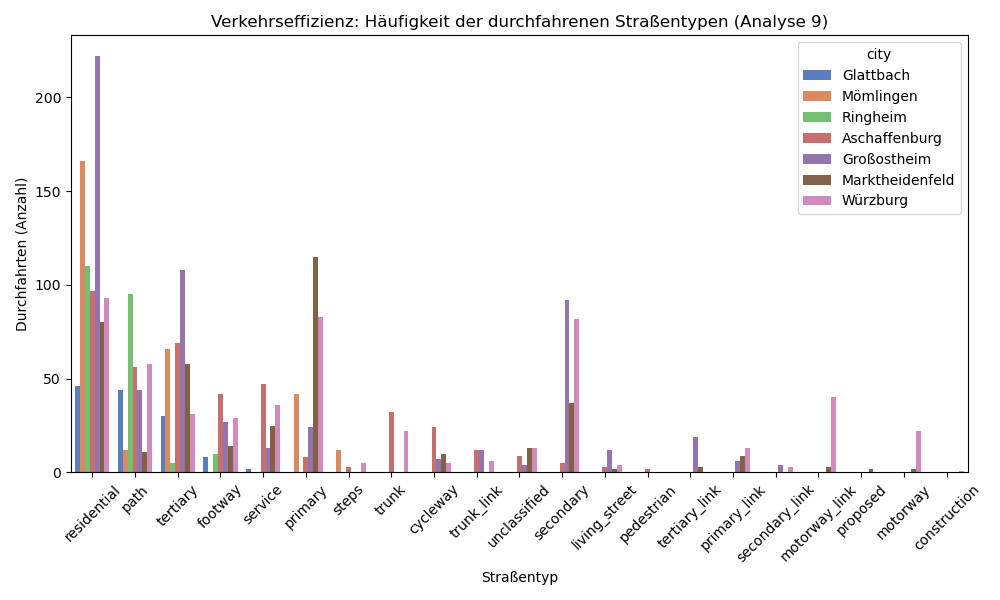 Verkehrseffizienz: Häufigkeit der durchfahrenen Straßentypen (Analyse 9)
Durchfahrten (Anzahl)
200
150
100
50
0
city
Glattbach
Mömlingen
Ringheim
Aschaffenburg
Großostheim
Marktheidenfeld
Würzburg
residential
path
tertiary
footway
service
primary
steps
trunk
cycleway
trunk_link
unclassified
secondary
living_street
pedestrian
tertiary_link
primary_link
secondary_link
motorway_link
proposed
motorway
construction
Straßentyp